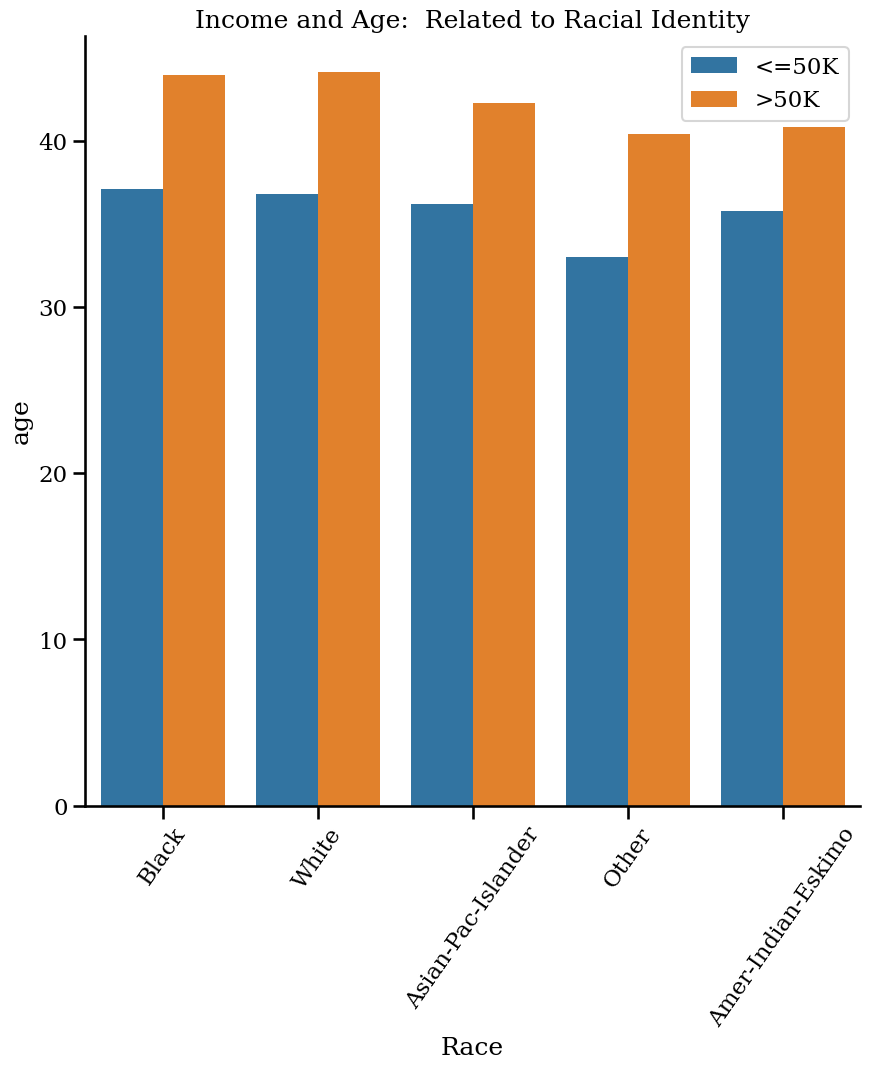 Income and Age:  Related to Racial Identity
<=50K
>50K
40
30
20
10
0
age
Black
White
Asian-Pac-Islander
Other
Amer-Indian-Eskimo
Race